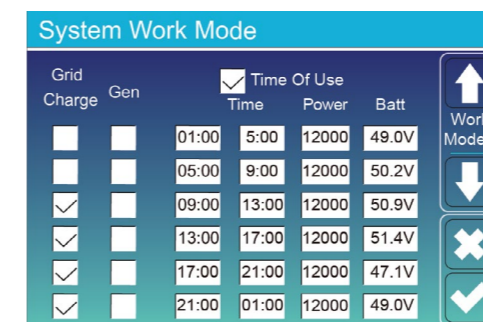 System Work Mode
Grid Charge Gen Time Of Use
Time Power Batt
01:00 5:00 12000 49.0V
05:00 9:00 12000 50.2V
09:00 13:00 12000 50.9V
13:00 17:00 12000 51.4V
17:00 21:00 12000 47.1V
21:00 01:00 12000 49.0V
Work
Mode